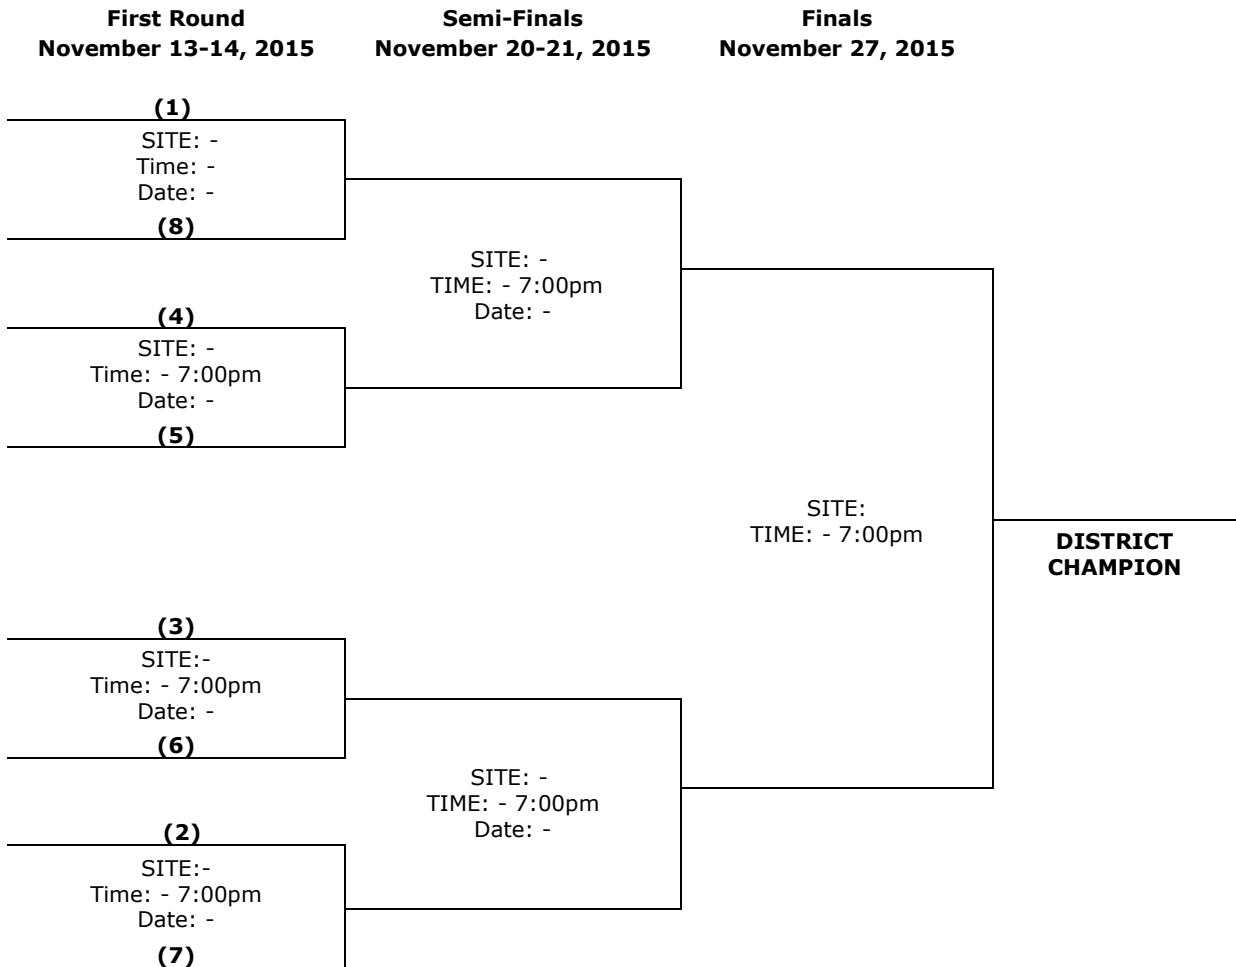 First Round
November 13-14, 2015
Semi-Finals
November 20-21, 2015
Finals
November 27, 2015
(1)
SITE: -
Time: -
Date: -
(8)
SITE: -
TIME: - 7:00pm
Date: -
(4)
SITE: -
Time: - 7:00pm
Date: -
(5)
SITE:
TIME: - 7:00pm
DISTRICT
CHAMPION
(3)
SITE:-
Time: - 7:00pm
Date: -
(6)
SITE: -
TIME: - 7:00pm
Date: -
(2)
SITE:-
Time: - 7:00pm
Date: -
(7)